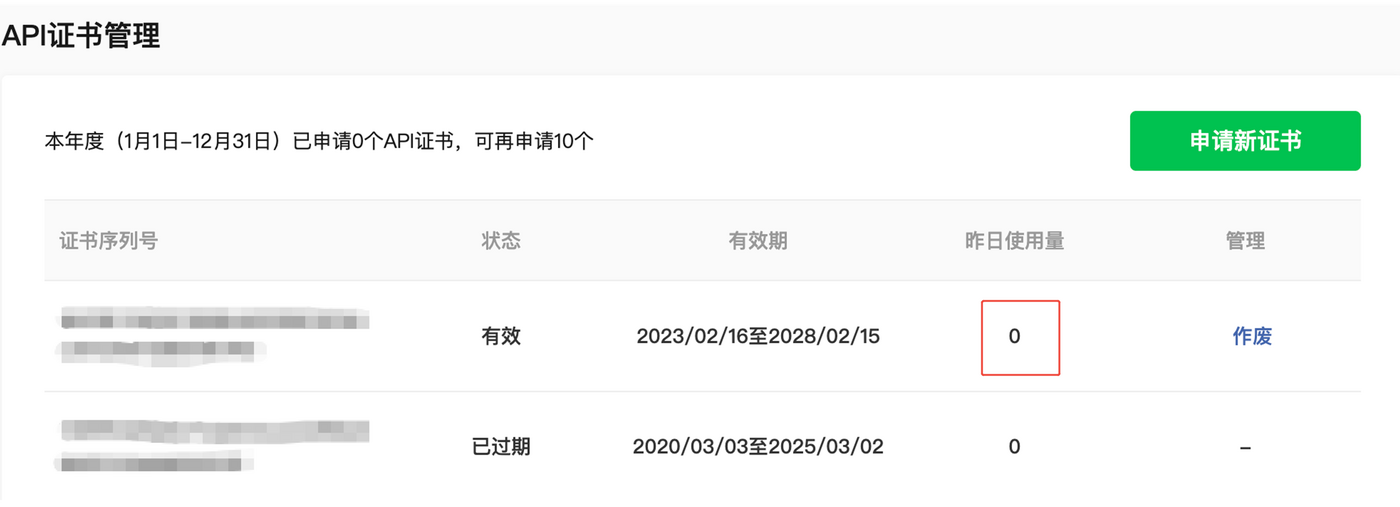 API证书管理
本年度（1月1日-12月31日）已申请0个API证书，可再申请10个
申请新证书
证书序列号 状态 有效期 昨日使用量 管理
有效 2023/02/16至2028/02/15 0 作废
已过期 2020/03/03至2025/03/02 0 –